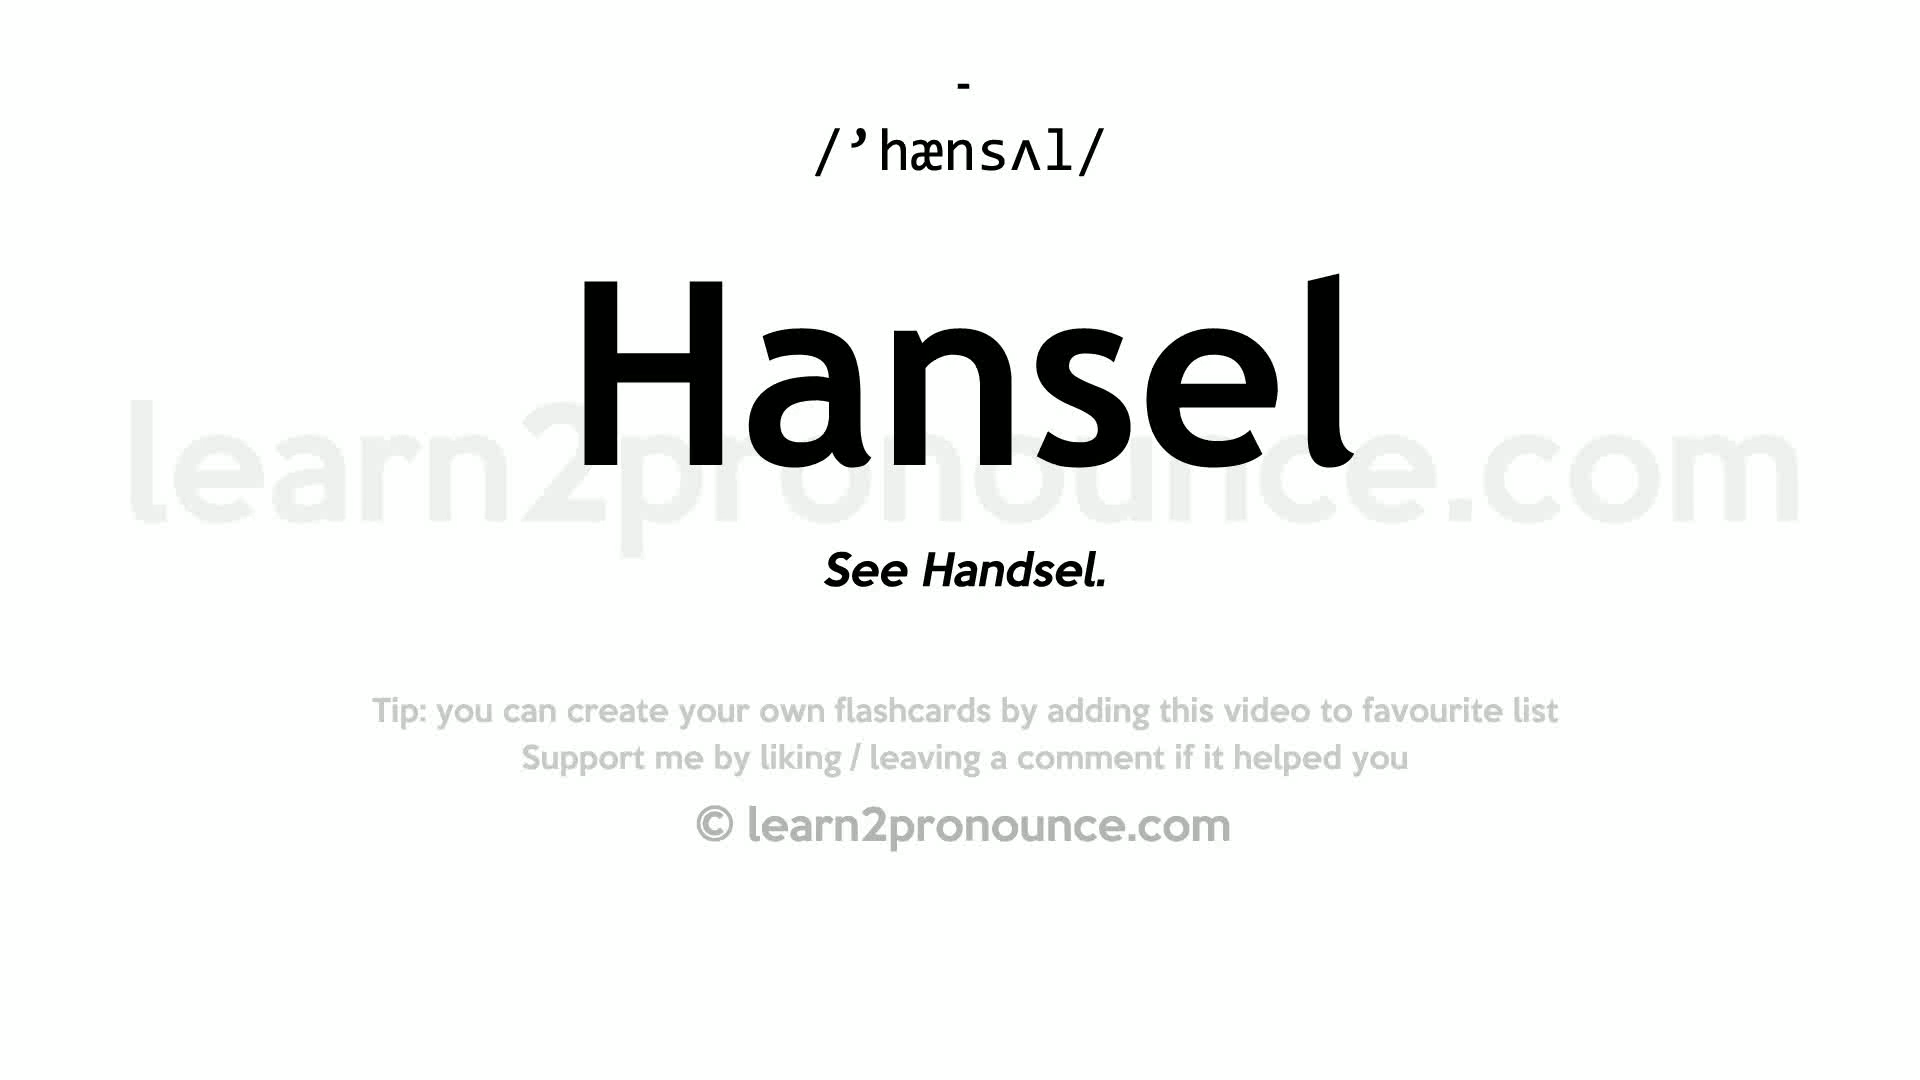 -
/’hænsʌl/
Hansel
learn2pronounce.com
See Handsel.
Tip: you can create your own flashcards by adding this video to favourite list
Support me by liking / leaving a comment if it helped you
© learn2pronounce.com